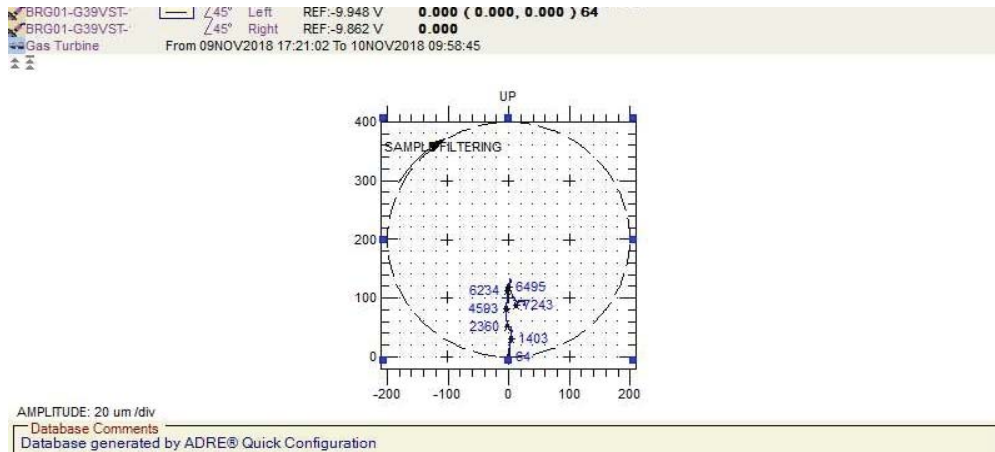 BRG01-G39VST- ∠45° Left REF:-9.948 V 0.000 ( 0.000, 0.000 ) 64
BRG01-G39VST- ∠45° Right REF:-9.862 V 0.000
Gas Turbine From 09NOV2018 17:21:02 To 10NOV2018 09:58:45
UP
400
SAMPLE FILTERING
300
200
6234 6495
100 7243
4593
2360
1403
0 64
-200 -100 0 100 200
AMPLITUDE: 20 um /div
Database Comments
Database generated by ADRE® Quick Configuration